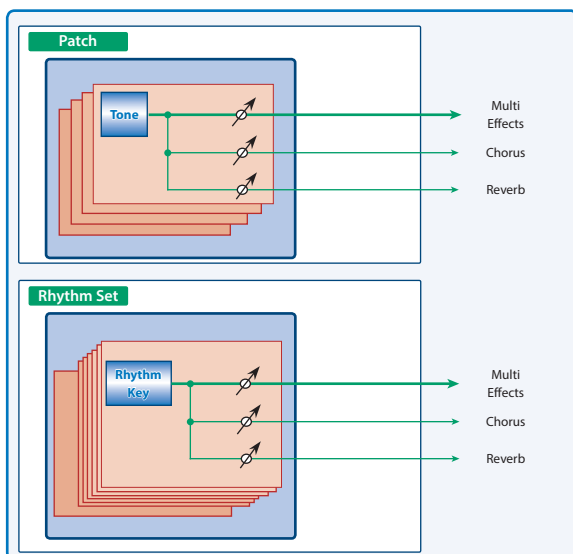 Patch
Tone
Multi
Effects
Chorus
Reverb
Rhythm Set
Rhythm
Key
Multi
Effects
Chorus
Reverb